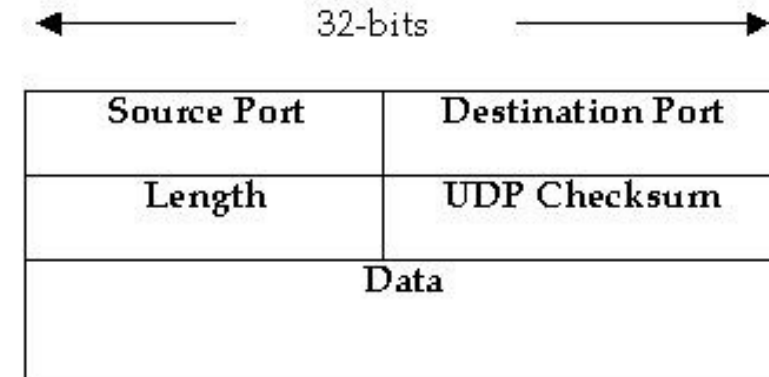 32-bits
Source Port Destination Port
Length UDP Checksum
Data